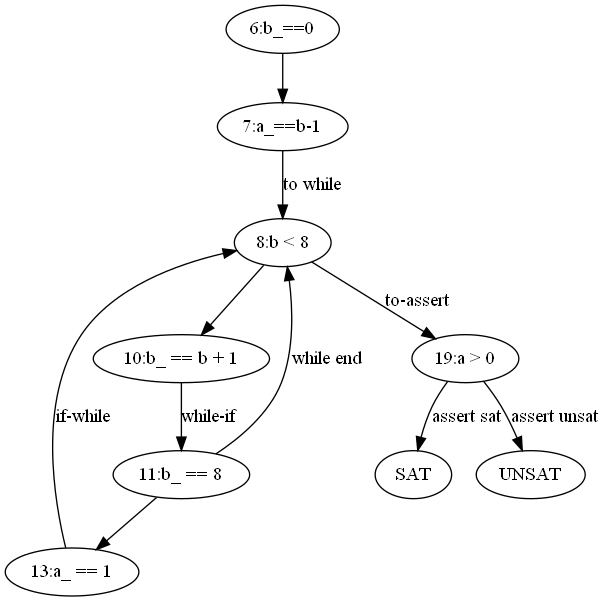 6:b_==0
7:a_==b-1
to while
8:b < 8
to-assert
10:b_ == b + 1
while end
19:a > 0
if-while
while-if
assert sat
assert unsat
11:b_ == 8
SAT
UNSAT
13:a_ == 1